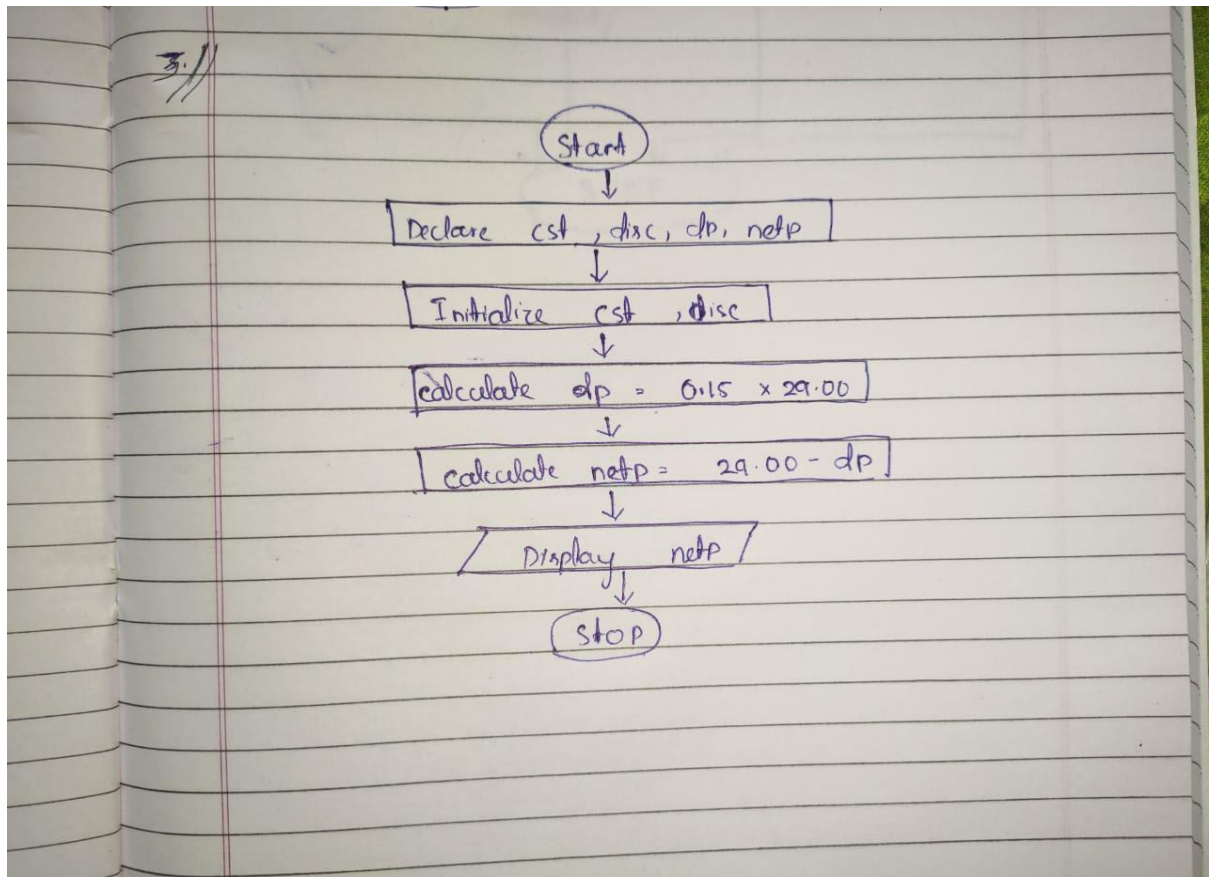 3.
Start
Declare cst , disc, dp, netp
Initialize cst , disc
calculate dp = 0.15 x 29.00
calculate netp = 29.00 - dp
Display netp
Stop